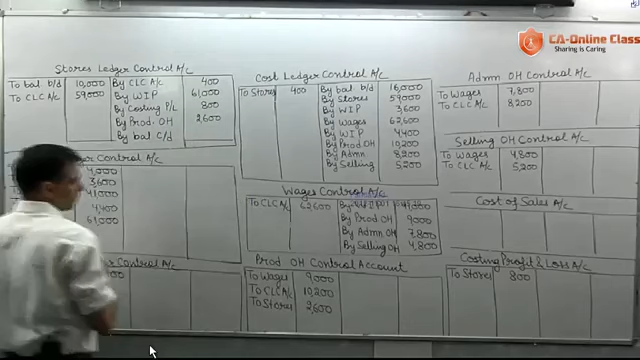 CA-Online Class
Sharing is Caring
Stores Ledger Control A/c
To bal b/d 10,000 By CLC A/c 400
To CLC A/c 59,000 By WIP 61,000
By Costing P/L 800
By Prod. OH 2,600
By bal C/d
Cost Ledger Control A/c
To Stores 400 By bal b/d 16,000
By Stores 59,000
By WIP 3,600
By Wages 62,600
By WIP 4,400
By Prod OH 10,200
By Admn 8,200
By Selling 5,200
Admn OH Control A/c
To Wages 7,800
To CLC A/c 8,200
Selling OH Control A/c
To Wages 4,800
To CLC A/c 5,200
Control A/c
4,000
3,600
4,400
61,000
Wages Control A/c
To CLC A/c 62,600
By Prod OH 9,000
By Admn OH 7,800
By Selling OH 4,800
Cost of Sales A/c
Control A/c
Prod OH Control Account
To Wages 9,000
To CLC A/c 10,200
To Stores 2,600
Costing Profit & Loss A/c
To Stores 800